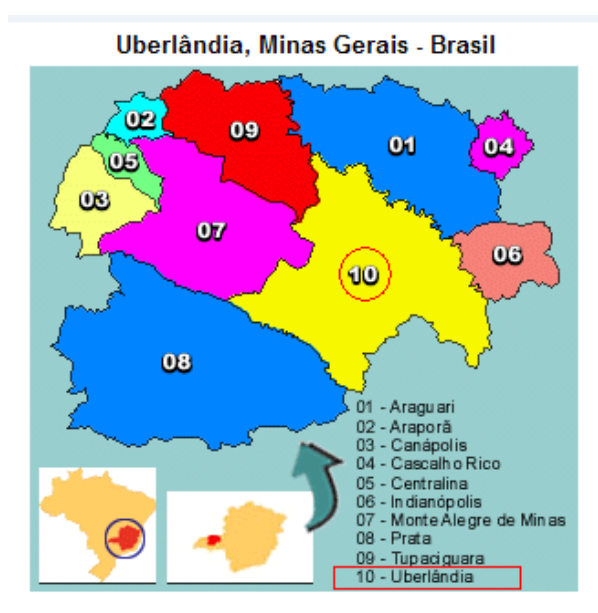 Uberlândia, Minas Gerais - Brasil
02
09
01
04
05
03
07
06
10
08
01 - Araguari
02 - Araporã
03 - Canápolis
04 - Cascalho Rico
05 - Centralina
06 - Indianópolis
07 - Monte Alegre de Minas
08 - Prata
09 - Tupaciguara
10 - Uberlândia